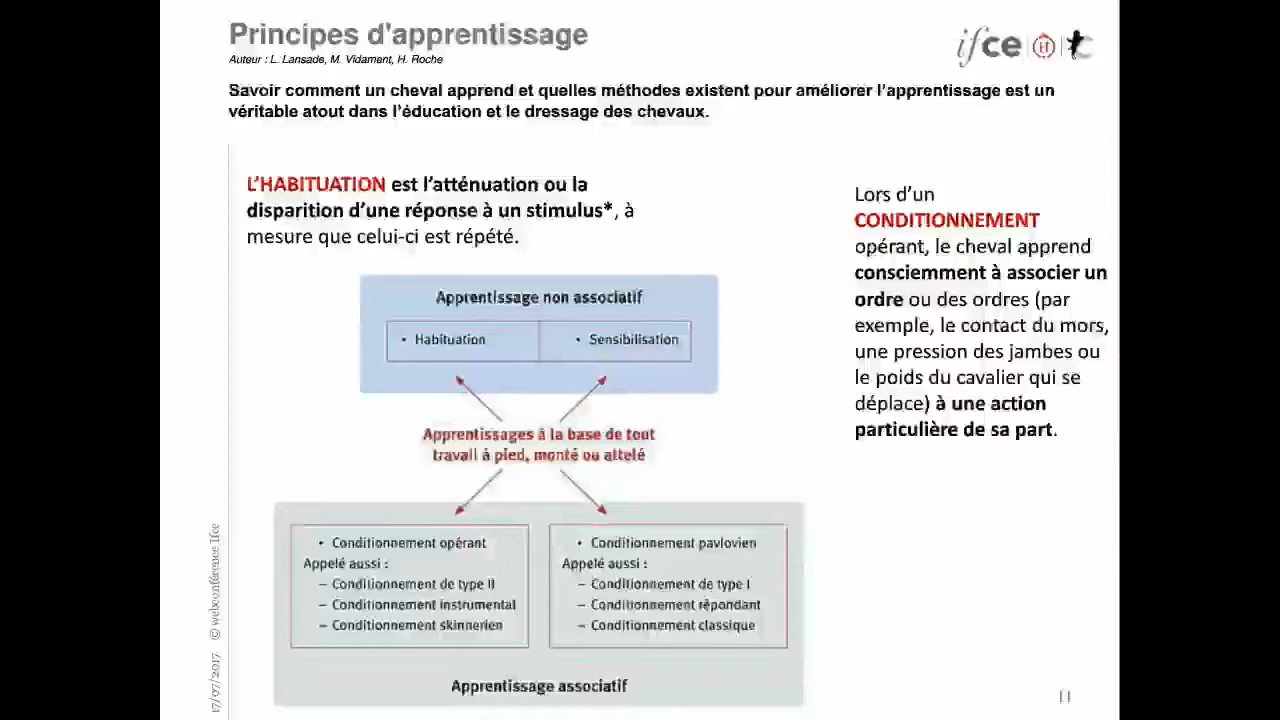 Principes d'apprentissage
Auteur : L. Lansade, M. Vidament, H. Roche
ifce
if
Savoir comment un cheval apprend et quelles méthodes existent pour améliorer l'apprentissage est un
véritable atout dans l'éducation et le dressage des chevaux.
L'HABITUATION est l'atténuation ou la
disparition d'une réponse à un stimulus*, à
mesure que celui-ci est répété.
Apprentissage non associatif
• Habituation
• Sensibilisation
Apprentissages à la base de tout
travail à pied, monté ou attelé
• Conditionnement opérant
Appelé aussi :
– Conditionnement de type II
– Conditionnement instrumental
– Conditionnement skinnerien
• Conditionnement pavlovien
Appelé aussi :
– Conditionnement de type I
– Conditionnement répondant
– Conditionnement classique
Apprentissage associatif
Lors d'un
CONDITIONNEMENT
opérant, le cheval apprend
consciemment à associer un
ordre ou des ordres (par
exemple, le contact du mors,
une pression des jambes ou
le poids du cavalier qui se
déplace) à une action
particulière de sa part.
17/07/2017 © webconférence Ifce
11